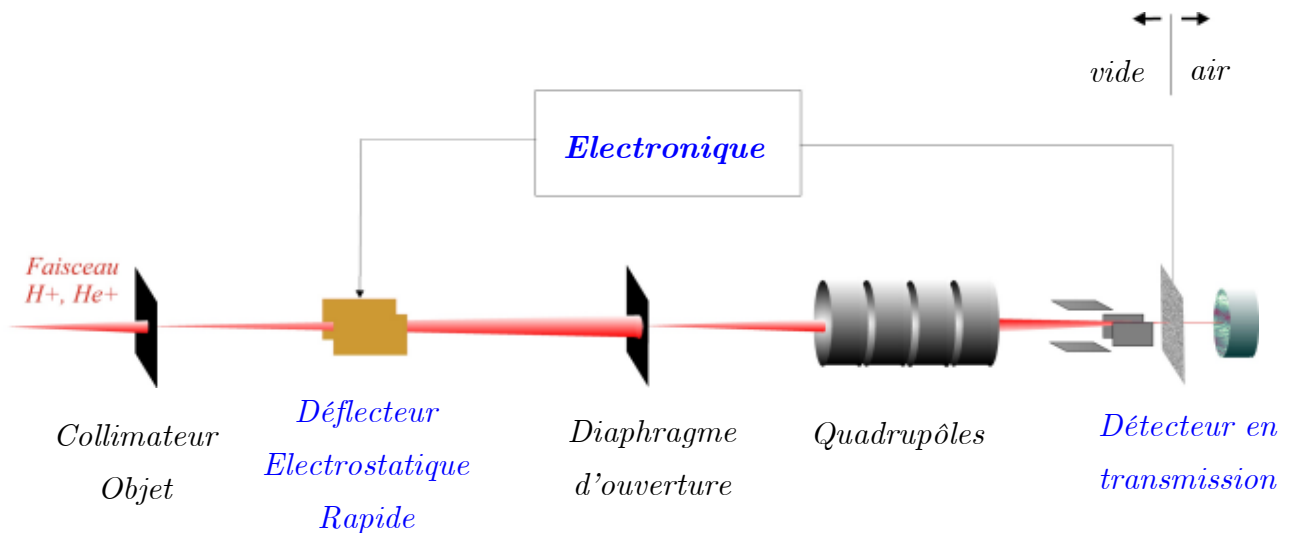 vide
air
Electronique
Faisceau
H+, He+
Collimateur
Objet
Déflecteur
Electrostatique
Rapide
Diaphragme
d'ouverture
Quadrupôles
Détecteur en
transmission